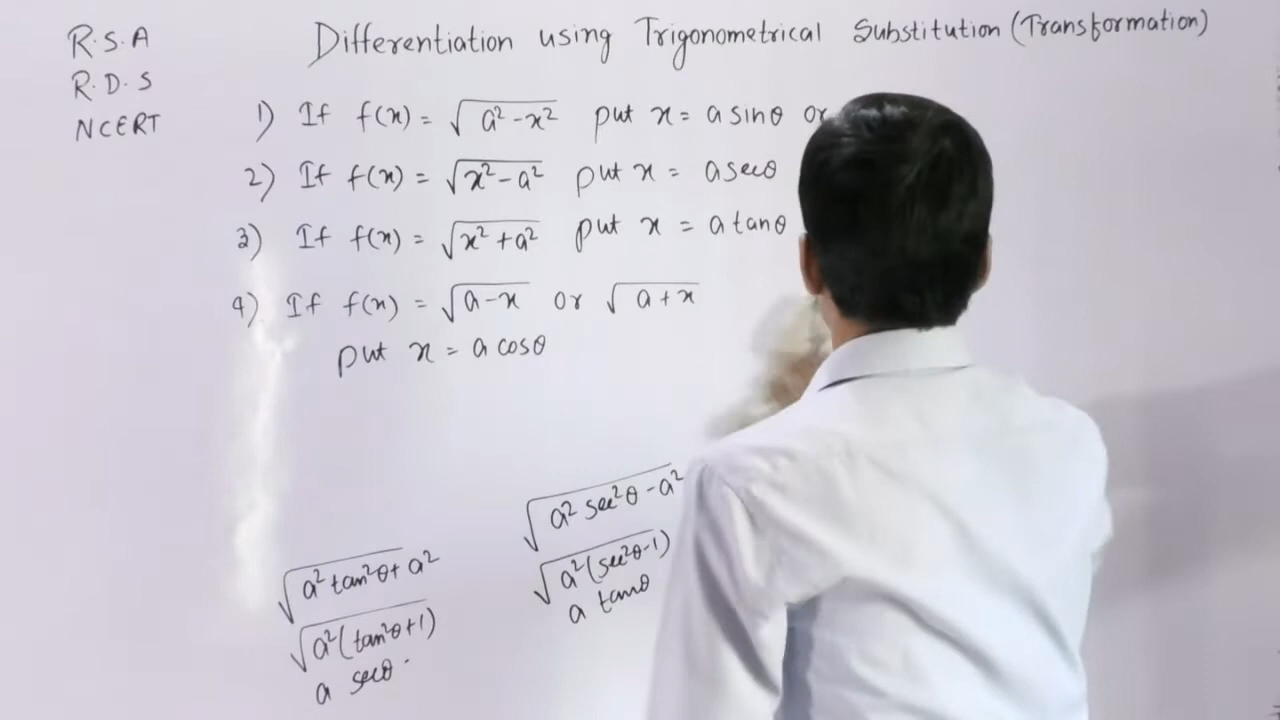 R.S.A
R.D.S
NCERT
Differentiation using Trigonometrical Substitution (Transformation)
1) If f(x) = √(a² - x²) put x = a sinθ or
2) If f(x) = √(x² - a²) put x = a secθ
3) If f(x) = √(x² + a²) put x = a tanθ
4) If f(x) = √(a - x) or √(a + x)
put x = a cosθ
√(a² sec²θ - a²)
√(a²(sec²θ-1))
a tanθ
√(a² tan²θ + a²)
√(a²(tan²θ+1))
a secθ